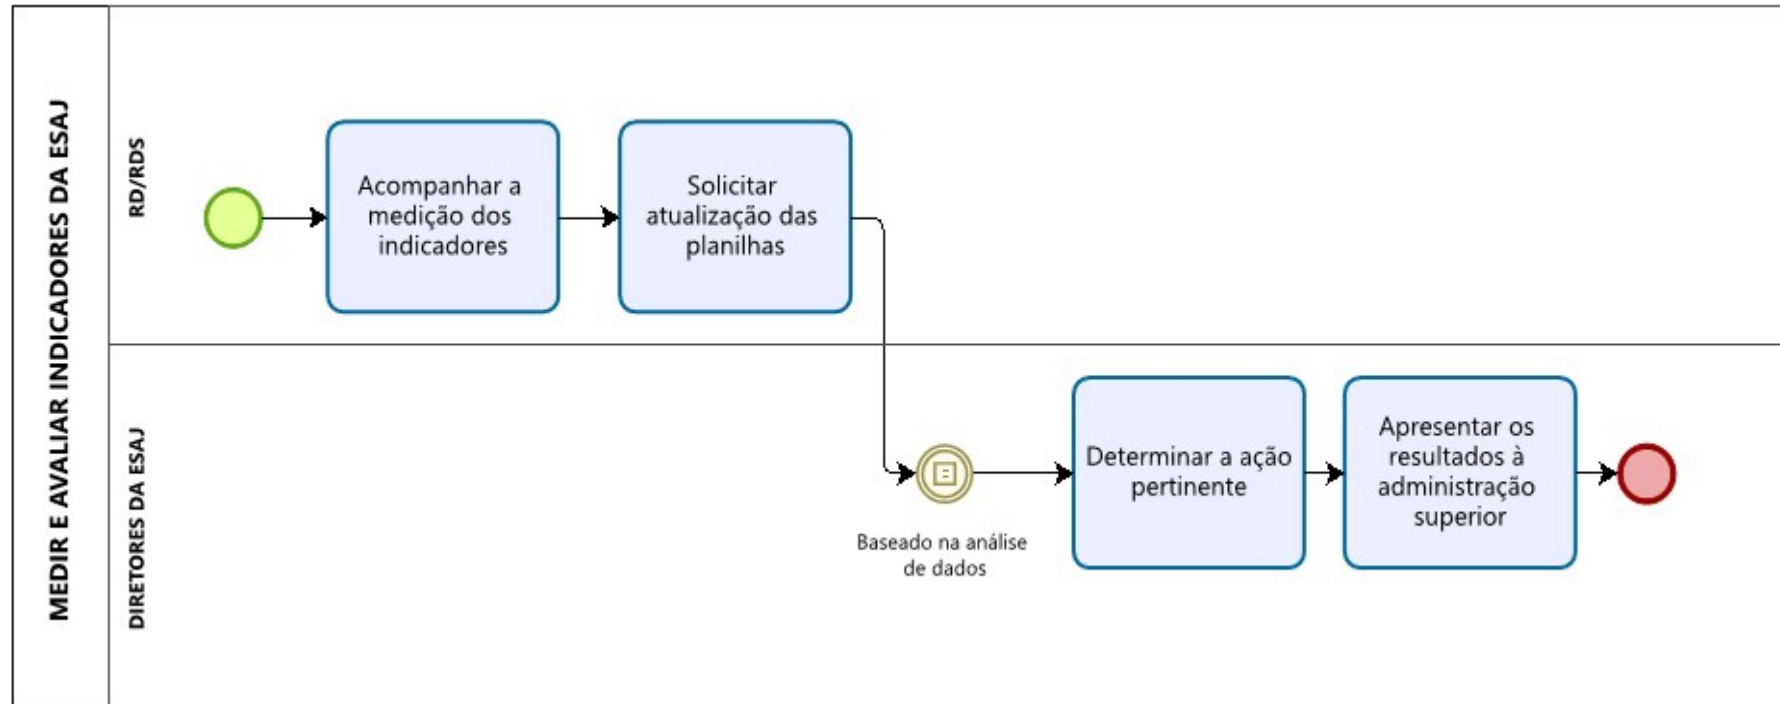 MEDIR E AVALIAR INDICADORES DA ESAJ
RD/RDS
Acompanhar a
medição dos
indicadores
Solicitar
atualização das
planilhas
DIRETORES DA ESAJ
Baseado na análise
de dados
Determinar a ação
pertinente
Apresentar os
resultados à
administração
superior